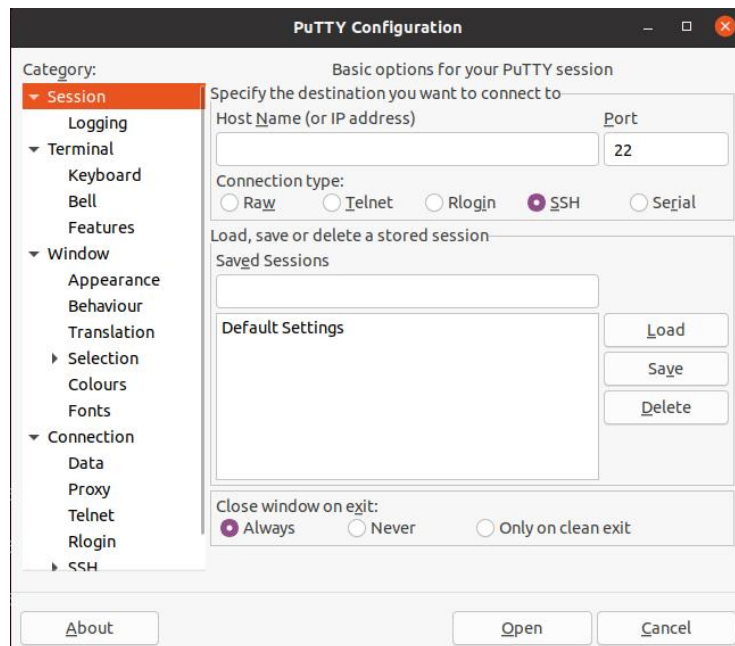 PuTTY Configuration
Category:
Session
Logging
Terminal
Keyboard
Bell
Features
Window
Appearance
Behaviour
Translation
Selection
Colours
Fonts
Connection
Data
Proxy
Telnet
Rlogin
SSH
Basic options for your PuTTY session
Specify the destination you want to connect to
Host Name (or IP address) Port
22
Connection type:
Raw Telnet Rlogin SSH Serial
Load, save or delete a stored session
Saved Sessions
Default Settings
Load
Save
Delete
Close window on exit:
Always Never Only on clean exit
About Open Cancel